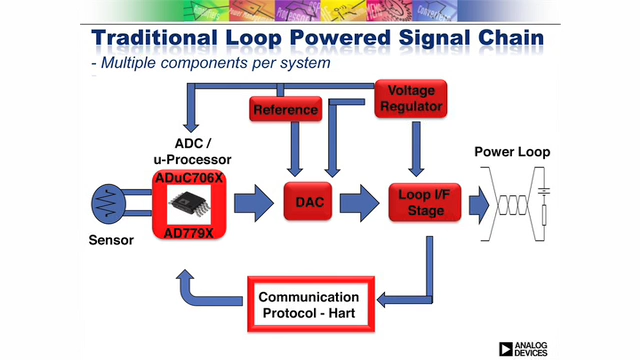 Traditional Loop Powered Signal Chain
- Multiple components per system
Voltage
Regulator
Reference
ADC /
u-Processor
ADuC706X
AD779X
Sensor
DAC
Loop I/F
Stage
Power Loop
Communication
Protocol - Hart
ANALOG
DEVICES